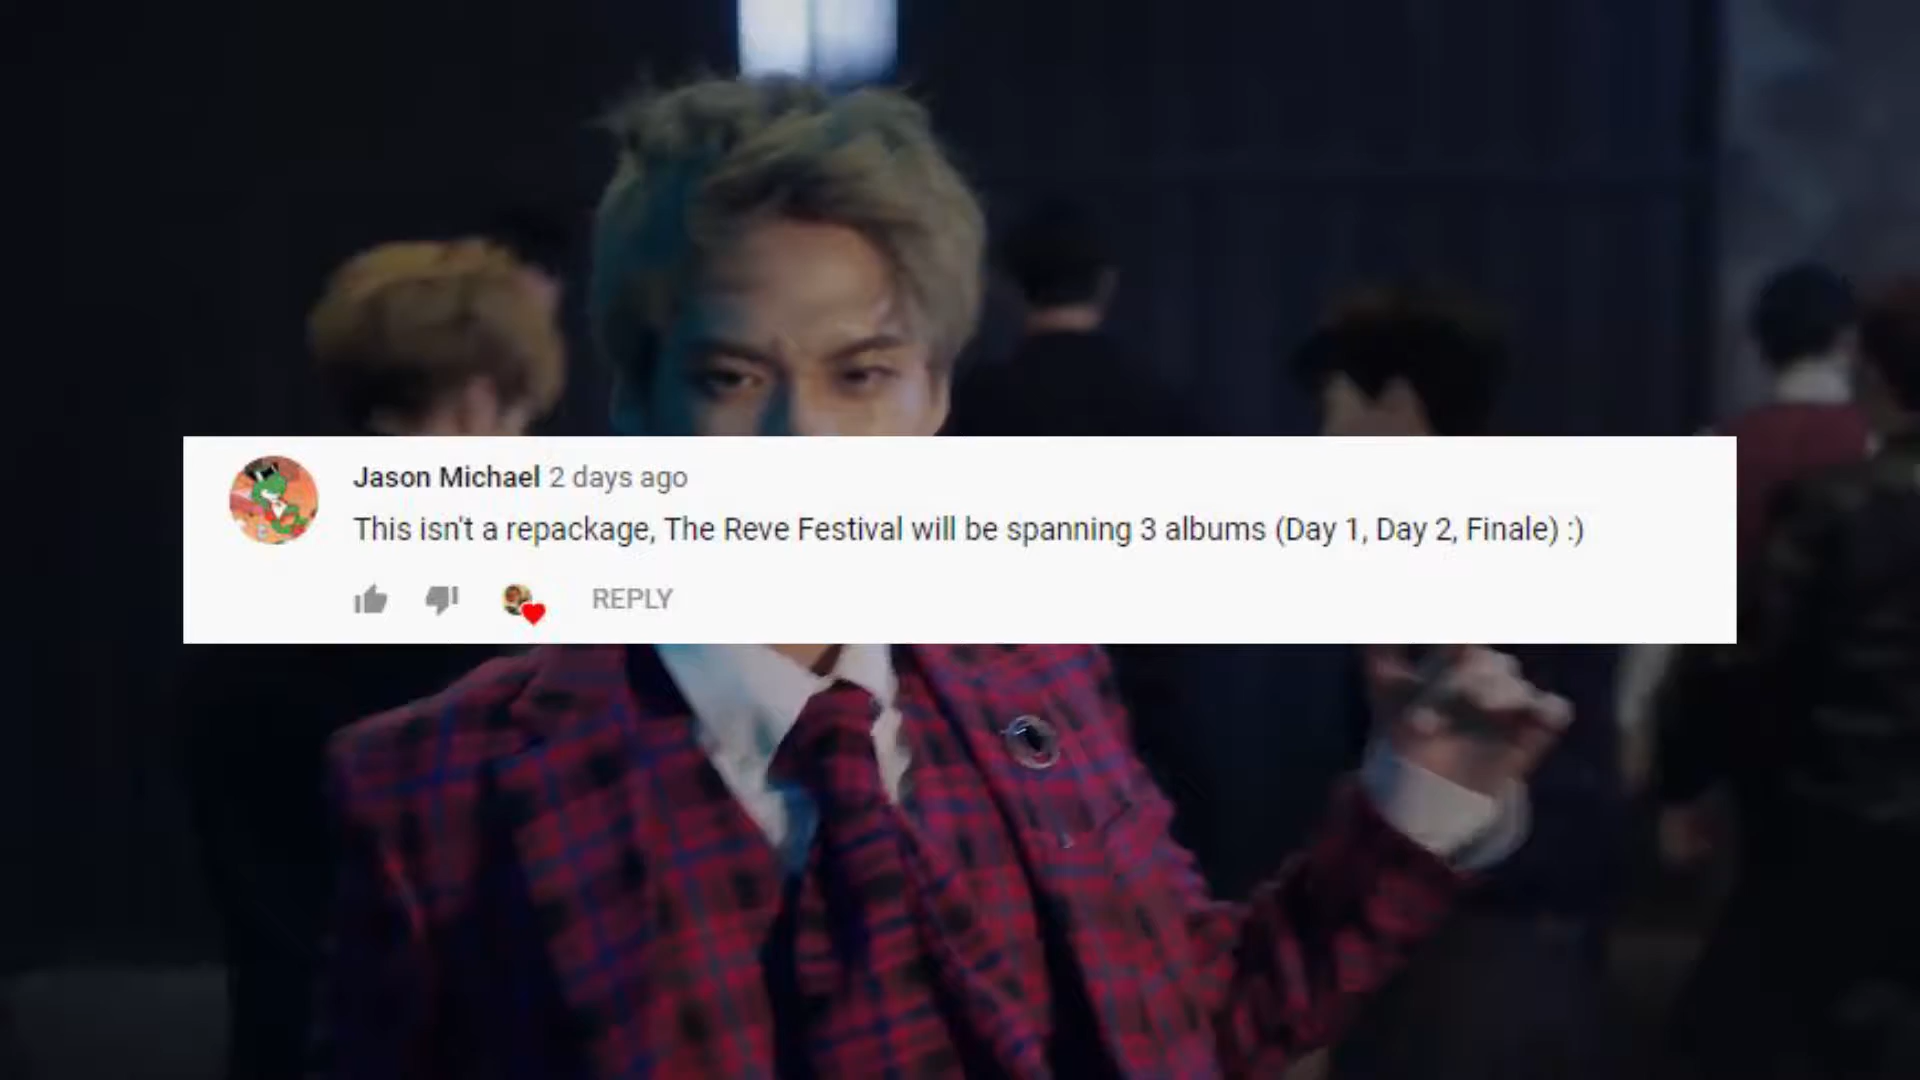 Jason Michael 2 days ago
This isn't a repackage, The Reve Festival will be spanning 3 albums (Day 1, Day 2, Finale) :)
REPLY